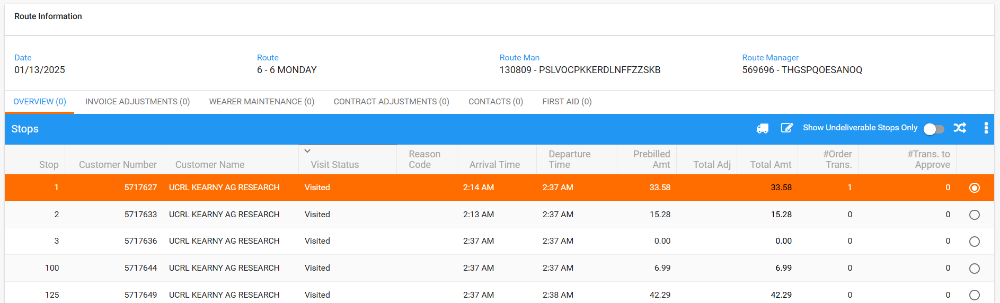 Route Information
Date Route Route Man Route Manager
01/13/2025 6 - 6 MONDAY 130809 - PSLVOCPKKERDLNFFZZSKB 569696 - THGSPQOESANOQ
OVERVIEW (0) INVOICE ADJUSTMENTS (0) WEARER MAINTENANCE (0) CONTRACT ADJUSTMENTS (0) CONTACTS (0) FIRST AID (0)
Stops Show Undeliverable Stops Only
Stop Customer Number Customer Name Visit Status Reason Code Arrival Time Departure Time Prebilled Amt Total Adj Total Amt #Order Trans. #Trans. to Approve
1 5717627 UCRL KEARNY AG RESEARCH Visited 2:14 AM 2:37 AM 33.58 33.58 1 0
2 5717633 UCRL KEARNY AG RESEARCH Visited 2:13 AM 2:37 AM 15.28 15.28 0 0
3 5717636 UCRL KEARNY AG RESEARCH Visited 2:37 AM 2:37 AM 0.00 0.00 0 0
100 5717644 UCRL KEARNY AG RESEARCH Visited 2:37 AM 2:37 AM 6.99 6.99 0 0
125 5717649 UCRL KEARNY AG RESEARCH Visited 2:37 AM 2:38 AM 42.29 42.29 0 0